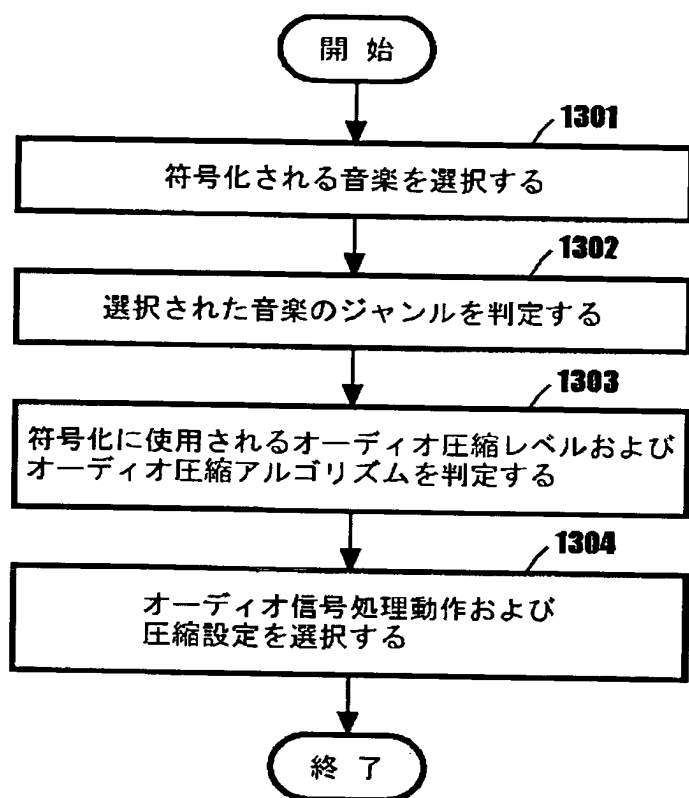 開始
1301
符号化される音楽を選択する
1302
選択された音楽のジャンルを判定する
1303
符号化に使用されるオーディオ圧縮レベルおよび
オーディオ圧縮アルゴリズムを判定する
1304
オーディオ信号処理動作および
圧縮設定を選択する
終了